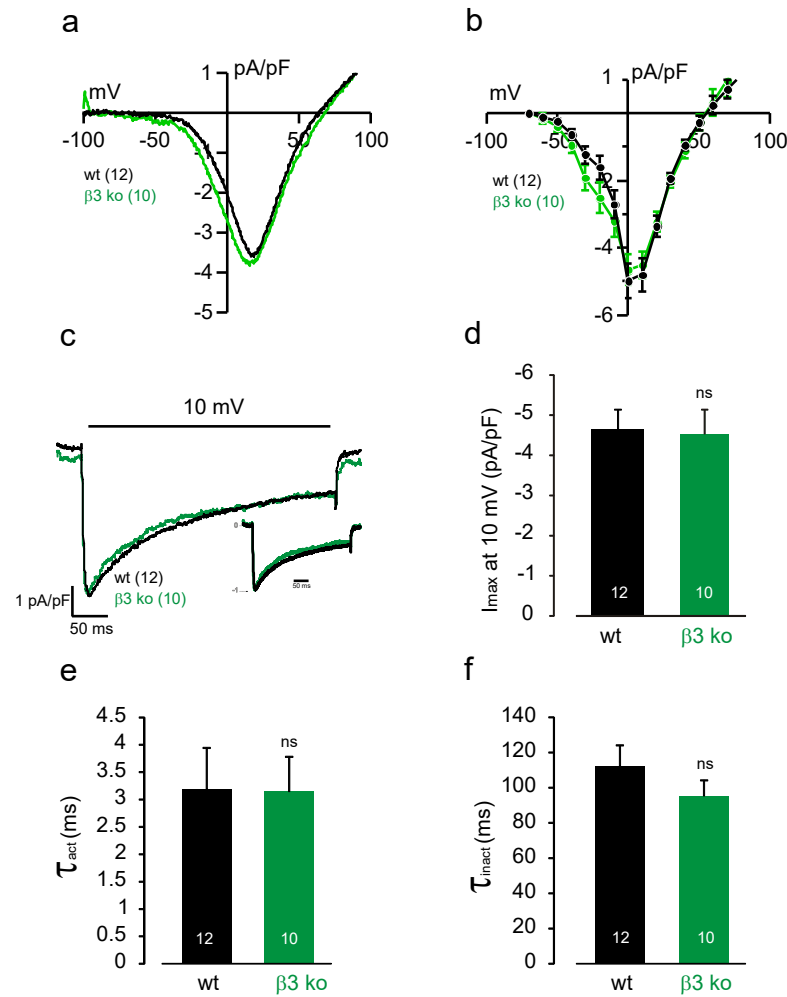 a
1
pA/pF
mV
-100
-50
50
100
wt (12)
β3 ko (10)
-2
-3
-4
-5
b
1
pA/pF
mV
-100
-50
50
100
wt (12)
β3 ko (10)
-2
-4
-6
c
10 mV
0
-1
50 ms
wt (12)
β3 ko (10)
1 pA/pF
50 ms
d
-6
-5
-4
-3
-2
-1
0
Imax at 10 mV (pA/pF)
ns
12
10
wt
β3 ko
e
4.5
4
3.5
3
2.5
2
1.5
1
0.5
0
τact (ms)
ns
12
10
wt
β3 ko
f
140
120
100
80
60
40
20
0
τinact (ms)
ns
12
10
wt
β3 ko